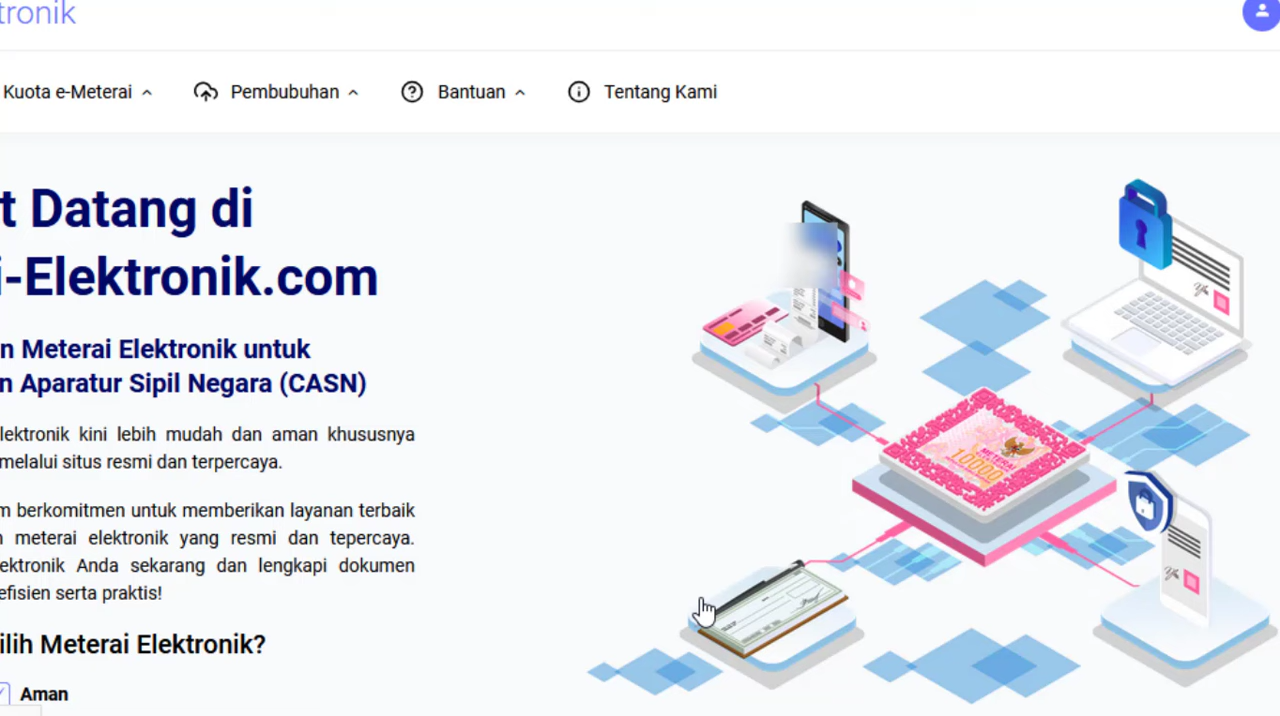 tronik
Kuota e-Meterai
Pembubuhan
Bantuan
Tentang Kami
t Datang di
i-Elektronik.com
n Meterai Elektronik untuk
n Aparatur Sipil Negara (CASN)
lektronik kini lebih mudah dan aman khususnya
melalui situs resmi dan terpercaya.
m berkomitmen untuk memberikan layanan terbaik
n meterai elektronik yang resmi dan tepercaya.
ektronik Anda sekarang dan lengkapi dokumen
efisien serta praktis!
ilih Meterai Elektronik?
Aman
METERAI
10000